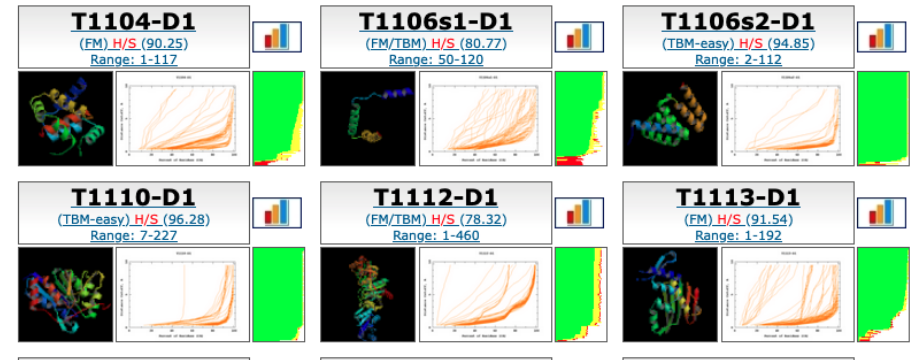 T1104-D1
(FM) H/S (90.25)
Range: 1-117
T1106s1-D1
(FM/TBM) H/S (80.77)
Range: 50-120
T1106s2-D1
(TBM-easy) H/S (94.85)
Range: 2-112
T1110-D1
(TBM-easy) H/S (96.28)
Range: 7-227
T1112-D1
(FM/TBM) H/S (78.32)
Range: 1-460
T1113-D1
(FM) H/S (91.54)
Range: 1-192